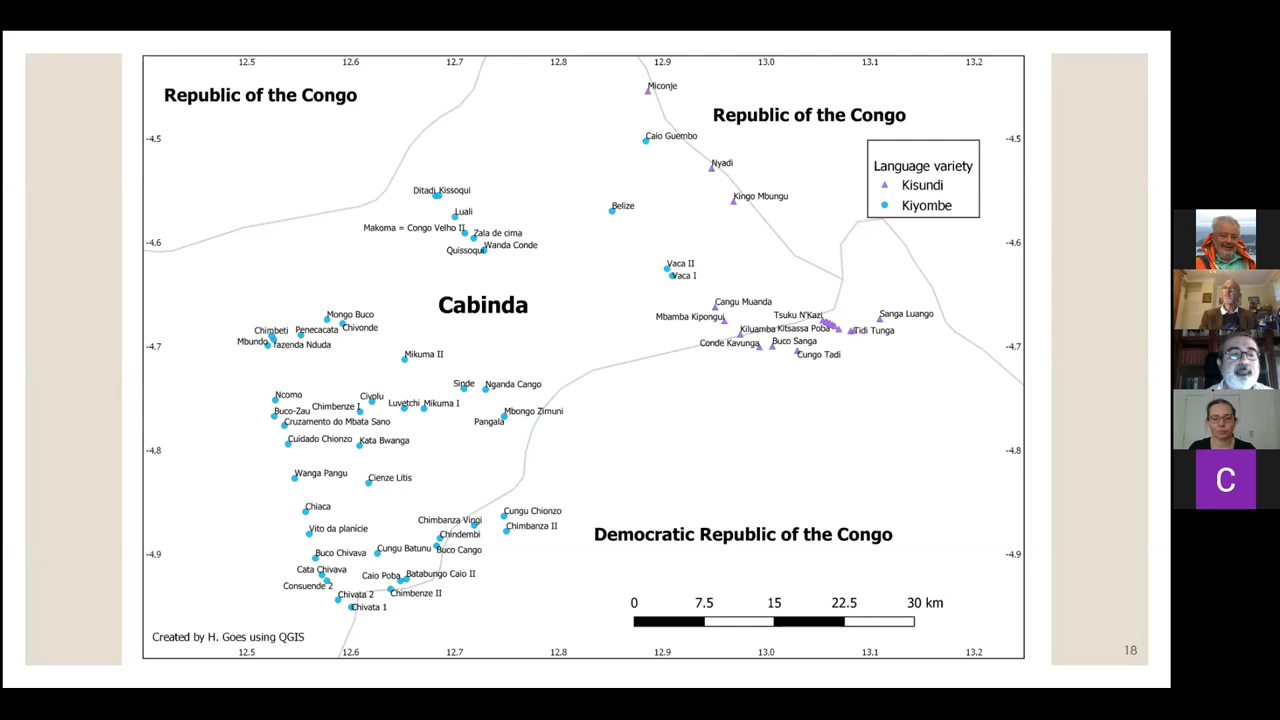 12.5 12.6 12.7 12.8 12.9 13.0 13.1 13.2
Miconje
Republic of the Congo
Republic of the Congo
-4.5 -4.5
Caio Guembo
Language variety
Kisundi
Kiyombe
Nyadi
Ditadi Kissoqui
Kingo Mbungu
Belize
Luali
Makoma = Congo Velho II
Zala de cima
-4.6 -4.6
Quissoqui
Wanda Conde
Vaca II
Vaca I
Cabinda
Cangu Muanda
Mongo Buco
Mbamba Kipongui
Tsuku N'Kazi
Sanga Luango
Chimbeti
Penecacata
Chivonde
Kiluamba
Kitsassa Poba
Tidi Tunga
Mbundo
Fazenda Nduda
Conde Kavunga
Buco Sanga
-4.7 -4.7
Mikuma II
Cungo Tadi
Sinde
Nganda Cango
Ncomo
Civolu
Chimbenze I
Luvetchi
Mikuma I
Buco-Zau
Mbongo Zimuni
Cruzamento do Mbata Sano
Pangala
Cuidado Chionzo
Kata Bwanga
-4.8 -4.8
Wanga Pangu
Cienze Litis
Chiaca
Cungu Chionzo
Chimbanza Vingi
Vito da planície
Chimbanza II
Chindembi
Democratic Republic of the Congo
Buco Chivava
Cungu Batunu
Buco Cango
-4.9 -4.9
Cata Chivava
Caio Poba
Batabungo Caio II
Consuende 2
Chivata 2
Chimbenze II
Chivata 1
0 7.5 15 22.5 30 km
Created by H. Goes using QGIS
12.5 12.6 12.7 12.8 12.9 13.0 13.1 13.2
18
C